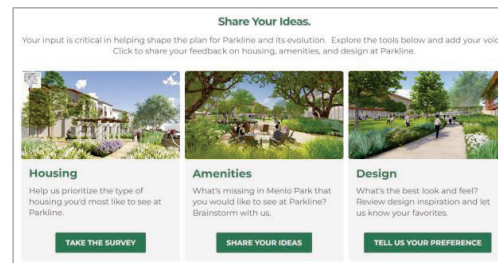 Share Your Ideas.
Your input is critical in helping shape the plan for Parkline and its evolution. Explore the tools below and add your
Click to share your feedback on housing, amenities, and design at Parkline.
Housing
Help us prioritize the type of
housing you'd most like to see at
Parkline.
TAKE THE SURVEY
Amenities
What's missing in Menlo Park that
you would like to see at Parkline?
Brainstorm with us.
SHARE YOUR IDEAS
Design
What's the best look and feel?
Review design inspiration and let
us know your favorites.
TELL US YOUR PREFERENCE